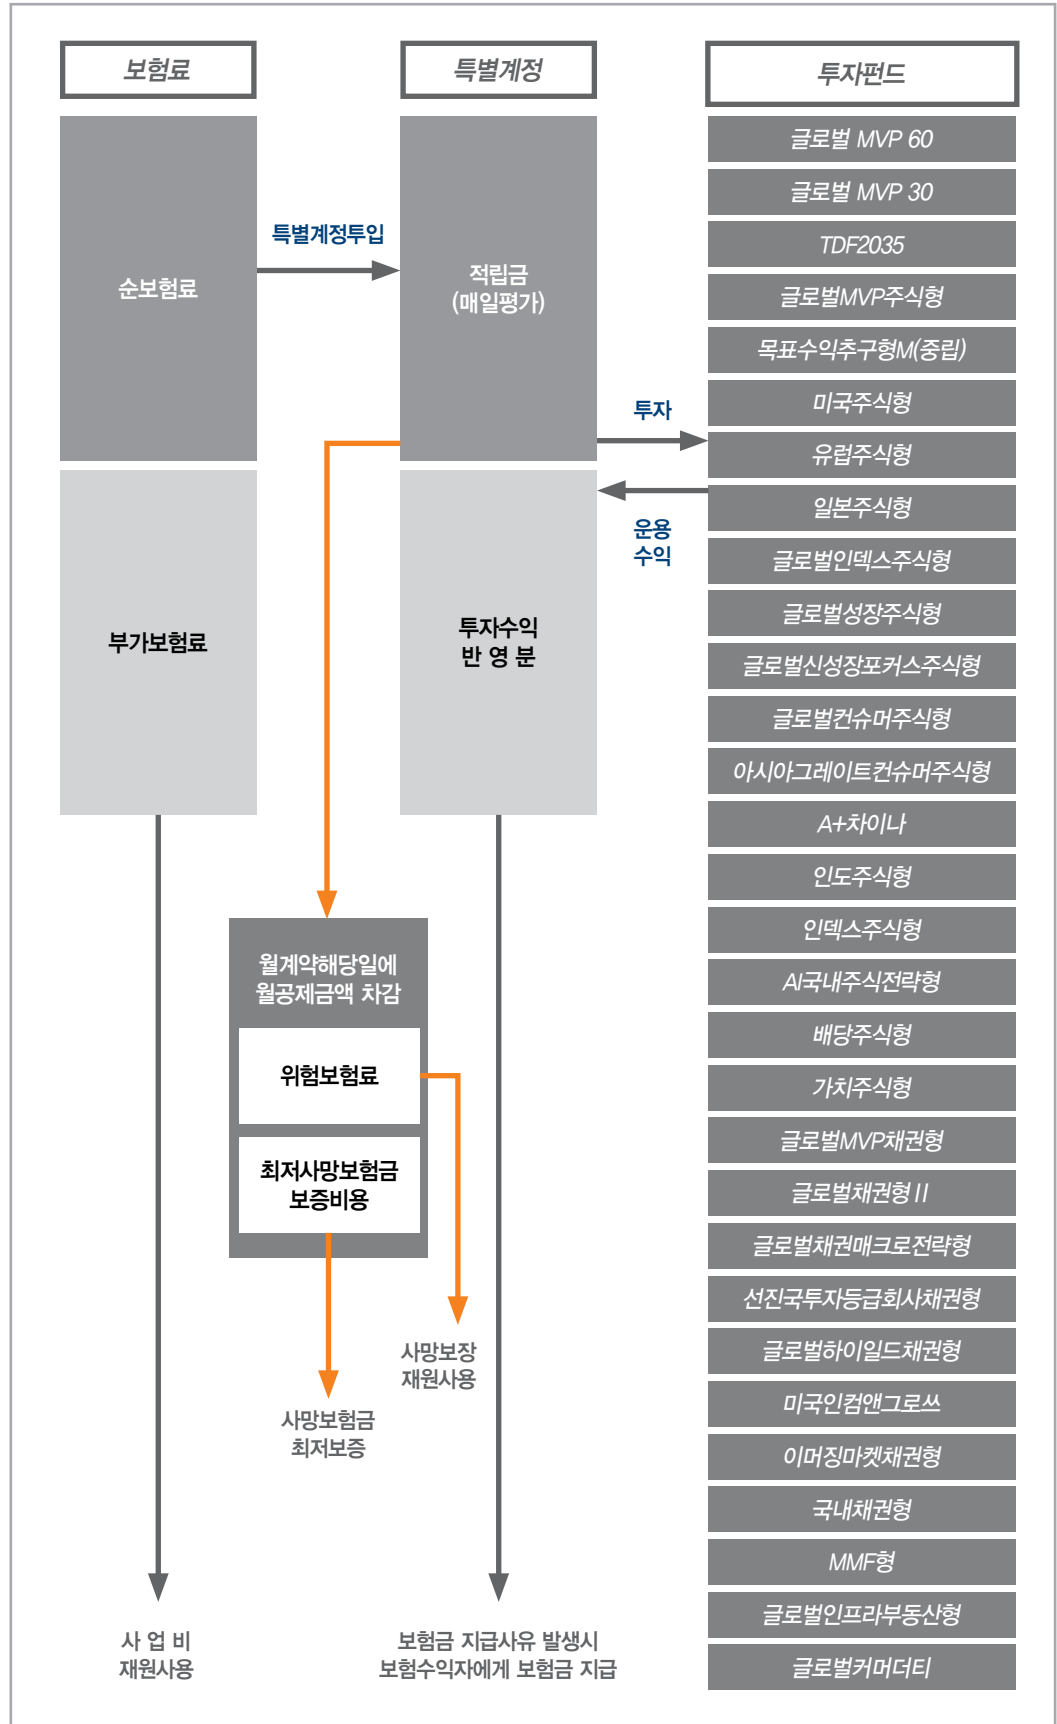 보험료
특별계정
투자펀드
순보험료
특별계정투입
적립금
(매일평가)
투자
운용
수익
부가보험료
투자수익
반 영 분
월계약해당일에
월공제금액 차감
위험보험료
최저사망보험금
보증비용
사망보장
재원사용
사망보험금
최저보증
사 업 비
재원사용
보험금 지급사유 발생시
보험수익자에게 보험금 지급
글로벌 MVP 60
글로벌 MVP 30
TDF2035
글로벌MVP주식형
목표수익추구형M(중립)
미국주식형
유럽주식형
일본주식형
글로벌인덱스주식형
글로벌성장주식형
글로벌신성장포커스주식형
글로벌컨슈머주식형
아시아그레이트컨슈머주식형
A+차이나
인도주식형
인덱스주식형
AI국내주식전략형
배당주식형
가치주식형
글로벌MVP채권형
글로벌채권형 II
글로벌채권매크로전략형
선진국투자등급회사채권형
글로벌하이일드채권형
미국인컴앤그로쓰
이머징마켓채권형
국내채권형
MMF형
글로벌인프라부동산형
글로벌커머더티